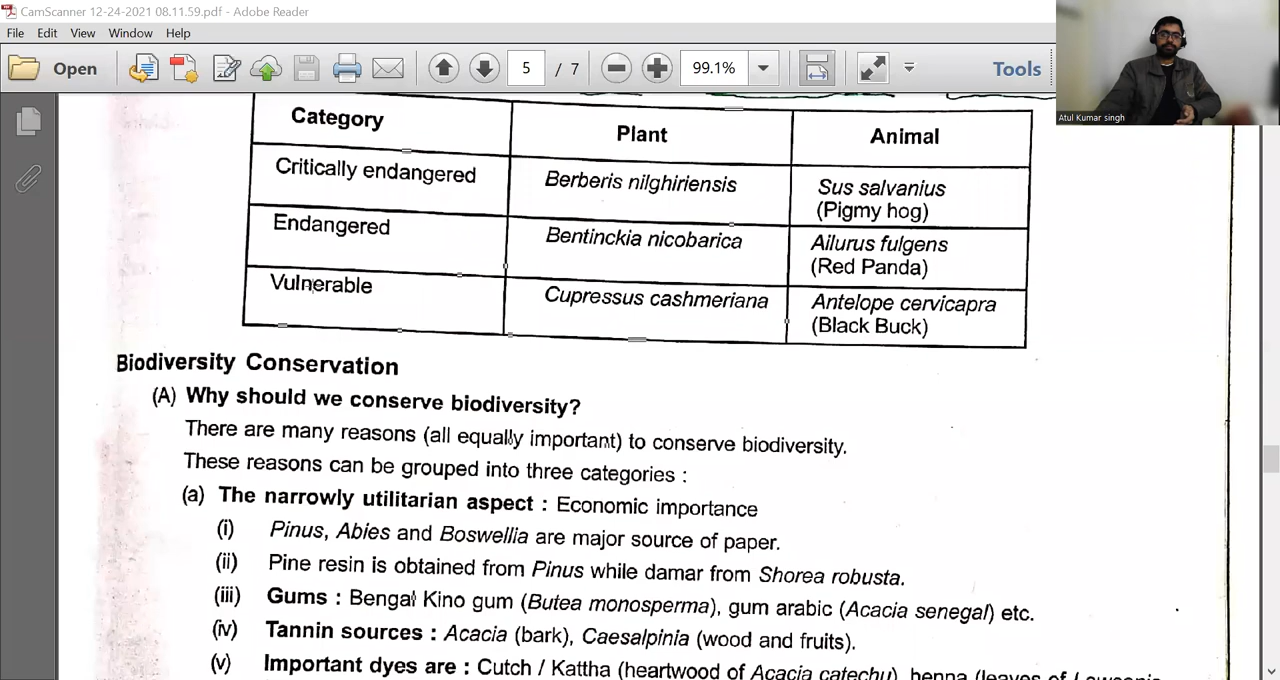 CamScanner 12-24-2021 08.11.59.pdf - Adobe Reader
File Edit View Window Help
Open 5 / 7 99.1% Tools
Atul Kumar singh
Category Plant Animal
Critically endangered Berberis nilghiriensis Sus salvanius
(Pigmy hog)
Endangered Bentinckia nicobarica Ailurus fulgens
(Red Panda)
Vulnerable Cupressus cashmeriana Antelope cervicapra
(Black Buck)
Biodiversity Conservation
(A) Why should we conserve biodiversity?
There are many reasons (all equally important) to conserve biodiversity.
These reasons can be grouped into three categories :
(a) The narrowly utilitarian aspect : Economic importance
(i) Pinus, Abies and Boswellia are major source of paper.
(ii) Pine resin is obtained from Pinus while damar from Shorea robusta.
(iii) Gums : Bengal Kino gum (Butea monosperma), gum arabic (Acacia senegal) etc.
(iv) Tannin sources : Acacia (bark), Caesalpinia (wood and fruits).
(v) Important dyes are : Cutch / Kattha (heartwood of Acacia catechu), henna (leaves of Lawsonia